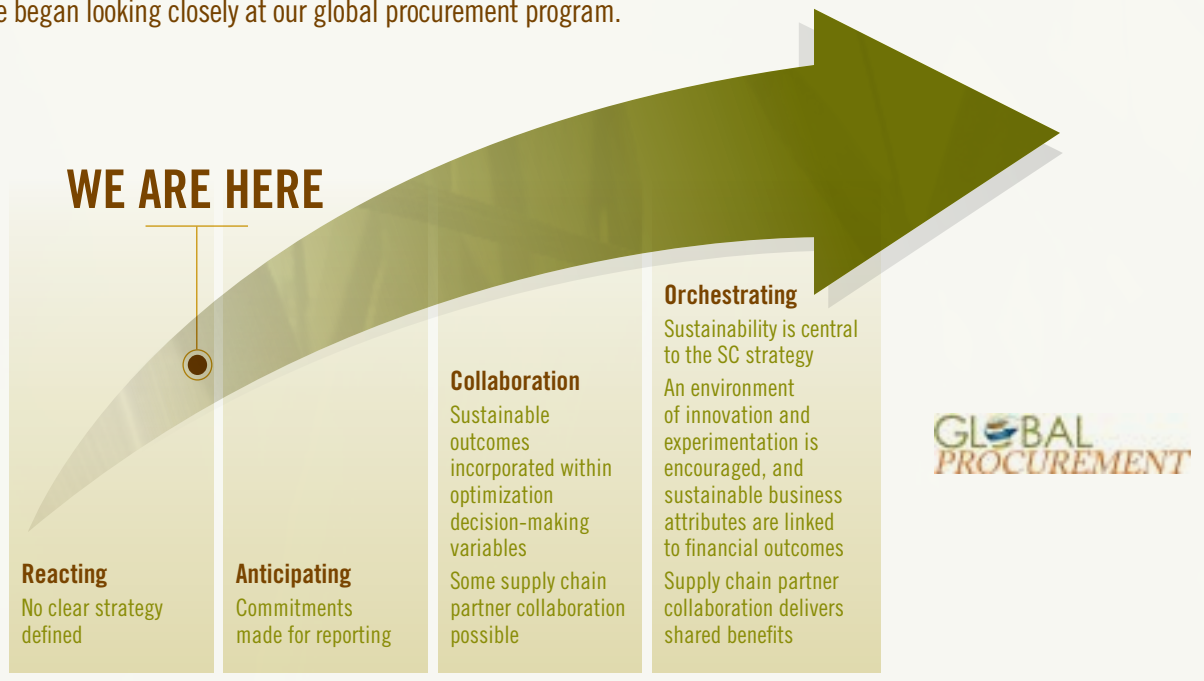 e began looking closely at our global procurement program.
WE ARE HERE
Reacting
No clear strategy
defined
Anticipating
Commitments
made for reporting
Collaboration
Sustainable
outcomes
incorporated within
optimization
decision-making
variables
Some supply chain
partner collaboration
possible
Orchestrating
Sustainability is central
to the SC strategy
An environment
of innovation and
experimentation is
encouraged, and
sustainable business
attributes are linked
to financial outcomes
Supply chain partner
collaboration delivers
shared benefits
GLOBAL
PROCUREMENT